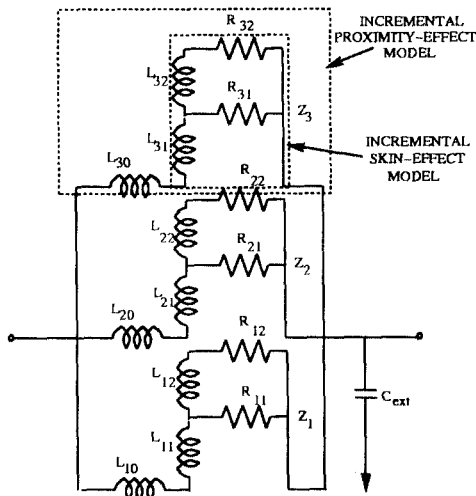 R32
INCREMENTAL
PROXIMITY-EFFECT
MODEL
L32
R31
Z3
L31
L30
INCREMENTAL
SKIN-EFFECT
MODEL
R22
L22
R21
Z2
L21
L20
R12
L12
R11
Cext
Z1
L11
L10